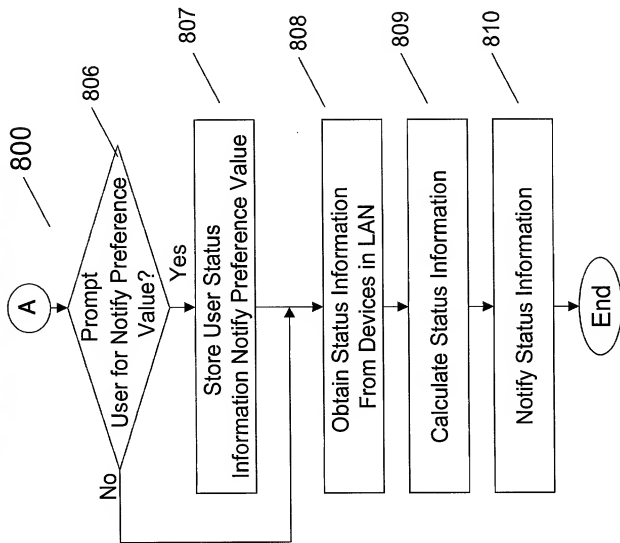 800
A
806
Prompt
User for Notify Preference
Value?
No
Yes
807
Store User Status
Information Notify Preference Value
808
Obtain Status Information
From Devices in LAN
809
Calculate Status Information
810
Notify Status Information
End